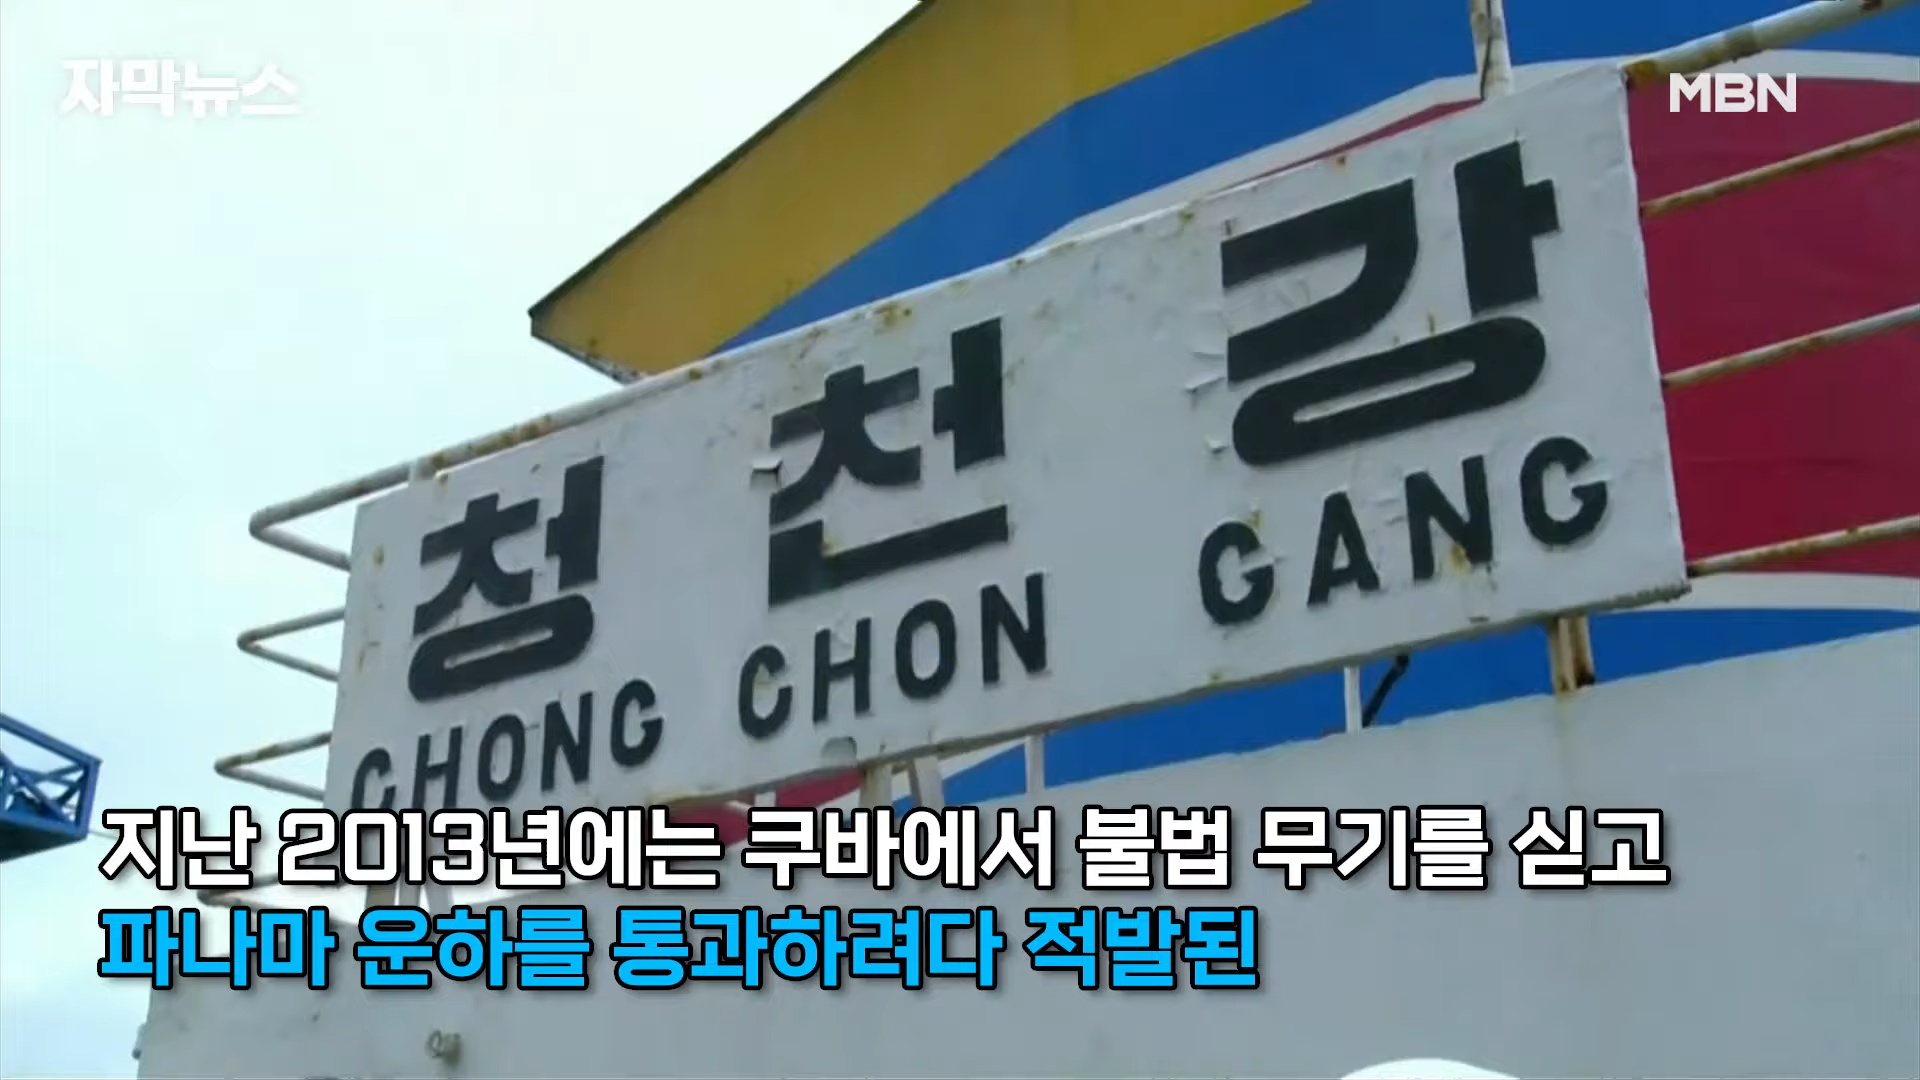 자막뉴스
MBN
청천강
CHONG CHON GANG
지난 2013년에는 쿠바에서 불법 무기를 싣고
파나마 운하를 통과하려다 적발된